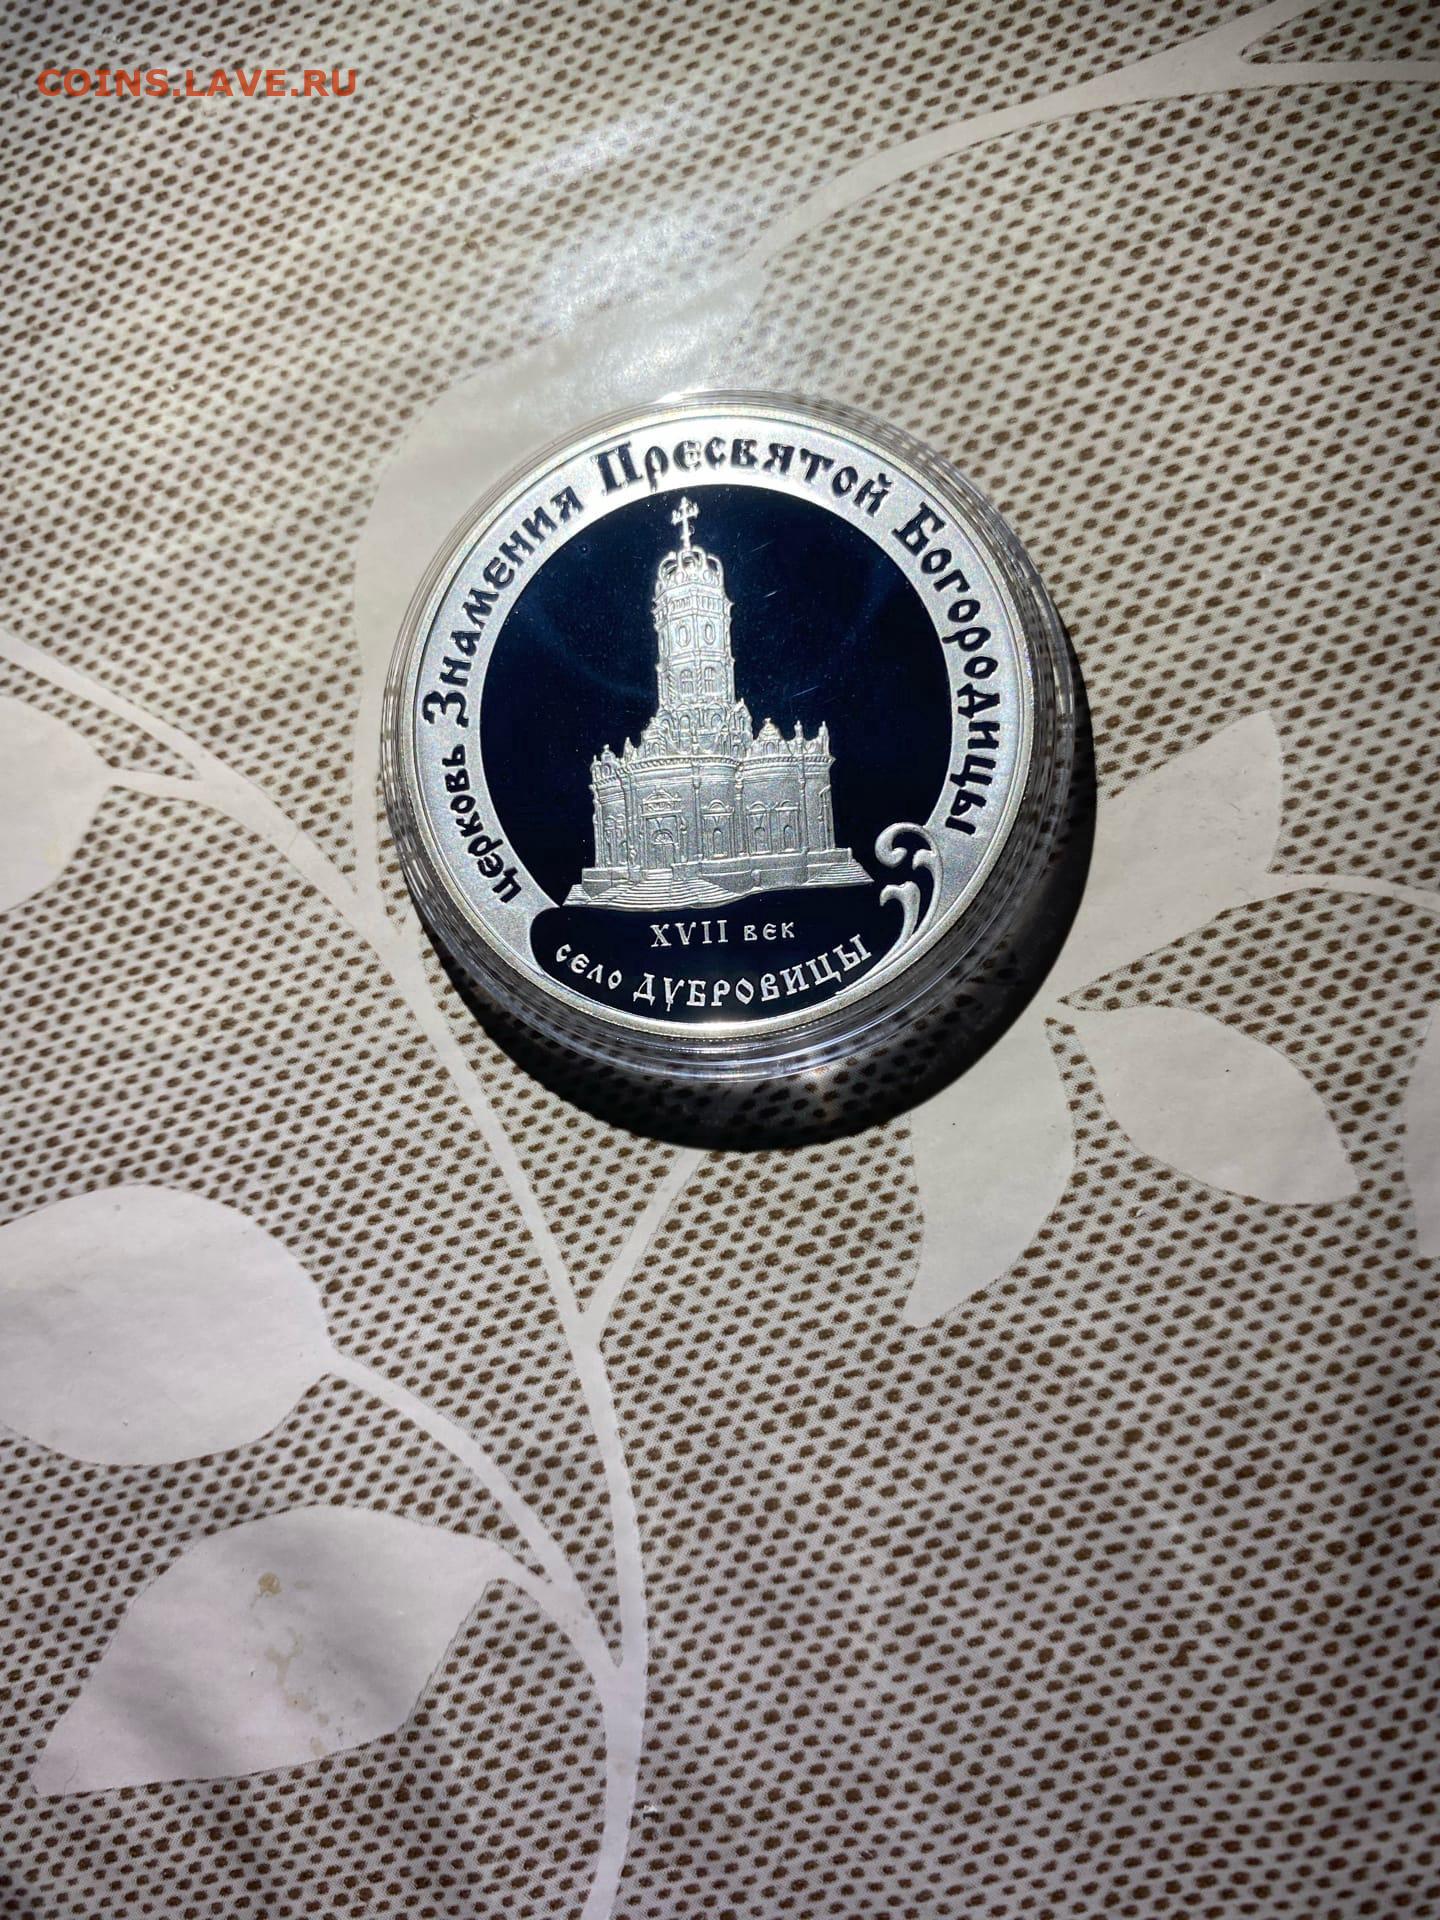 COINS.LAVE.RU
церковь Знамения Пресвятой Богородицы
XVII век
село ДУБРОВИЦЫ